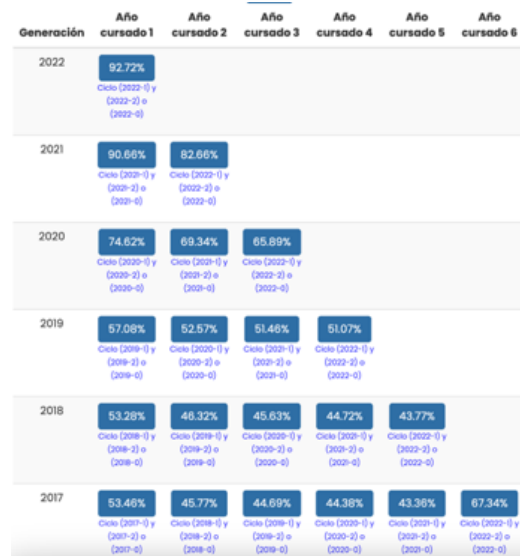 Año Año Año Año Año Año
Generación cursado 1 cursado 2 cursado 3 cursado 4 cursado 5 cursado 6
2022 92.72%
Ciclo (2022-1) y
(2022-2) o
(2022-0)
2021 90.66% 82.66%
Ciclo (2021-1) y Ciclo (2022-1) y
(2021-2) o (2022-2) o
(2021-0) (2022-0)
2020 74.62% 69.34% 65.89%
Ciclo (2020-1) y Ciclo (2021-1) y Ciclo (2022-1) y
(2020-2) o (2021-2) o (2022-2) o
(2020-0) (2021-0) (2022-0)
2019 57.08% 52.57% 51.46% 51.07%
Ciclo (2019-1) y Ciclo (2020-1) y Ciclo (2021-1) y Ciclo (2022-1) y
(2019-2) o (2020-2) o (2021-2) o (2022-2) o
(2019-0) (2020-0) (2021-0) (2022-0)
2018 53.28% 46.32% 45.63% 44.72% 43.77%
Ciclo (2018-1) y Ciclo (2019-1) y Ciclo (2020-1) y Ciclo (2021-1) y Ciclo (2022-1) y
(2018-2) o (2019-2) o (2020-2) o (2021-2) o (2022-2) o
(2018-0) (2019-0) (2020-0) (2021-0) (2022-0)
2017 53.46% 45.77% 44.69% 44.38% 43.36% 67.34%
Ciclo (2017-1) y Ciclo (2018-1) y Ciclo (2019-1) y Ciclo (2020-1) y Ciclo (2021-1) y Ciclo (2022-1) y
(2017-2) o (2018-2) o (2019-2) o (2020-2) o (2021-2) o (2022-2) o
(2017-0) (2018-0) (2019-0) (2020-0) (2021-0) (2022-0)